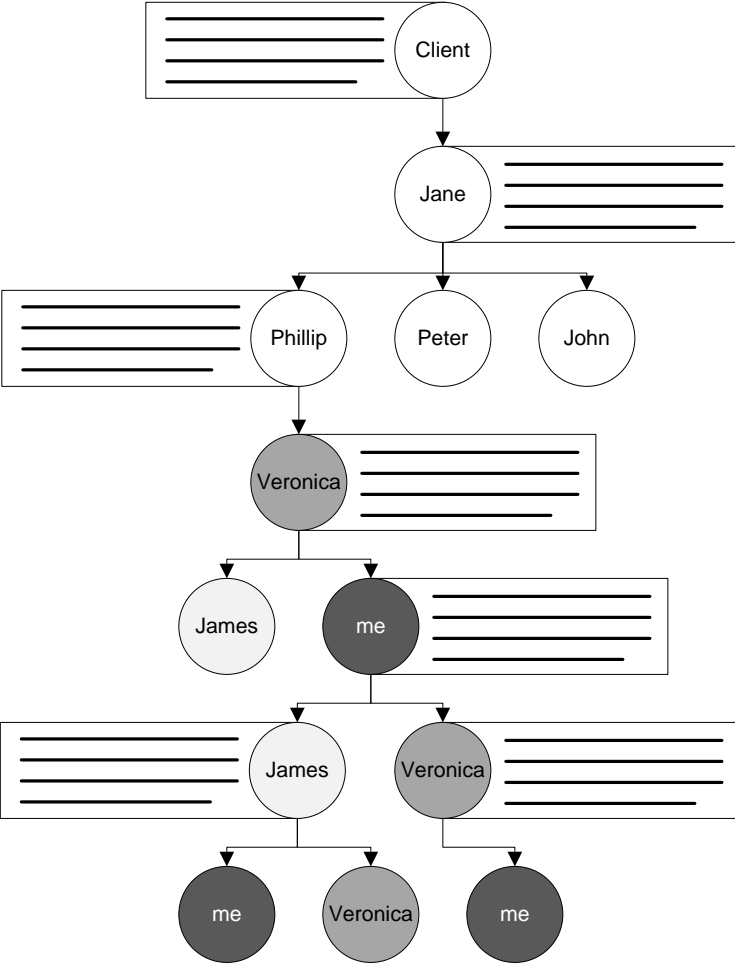 Client
Jane
Phillip
Peter
John
Veronica
James
me
James
Veronica
me
Veronica
me